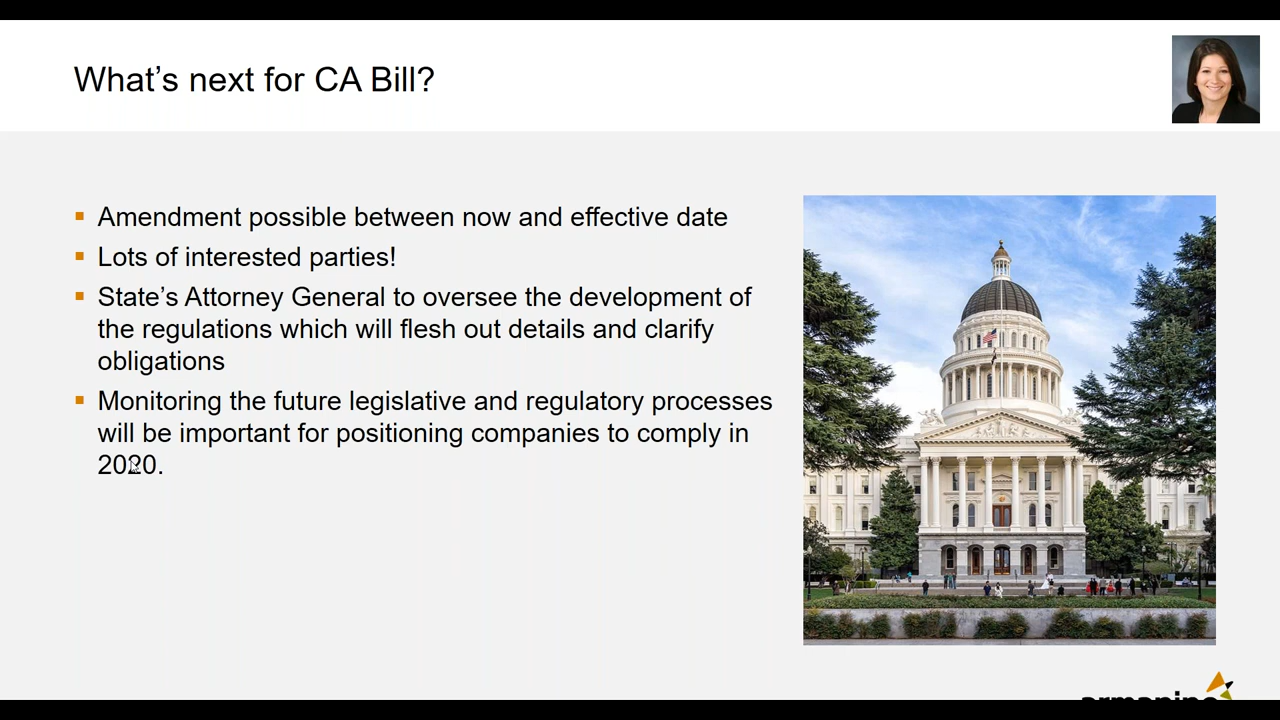 What's next for CA Bill?
Amendment possible between now and effective date
Lots of interested parties!
State's Attorney General to oversee the development of
the regulations which will flesh out details and clarify
obligations
Monitoring the future legislative and regulatory processes
will be important for positioning companies to comply in
2020.
armanino